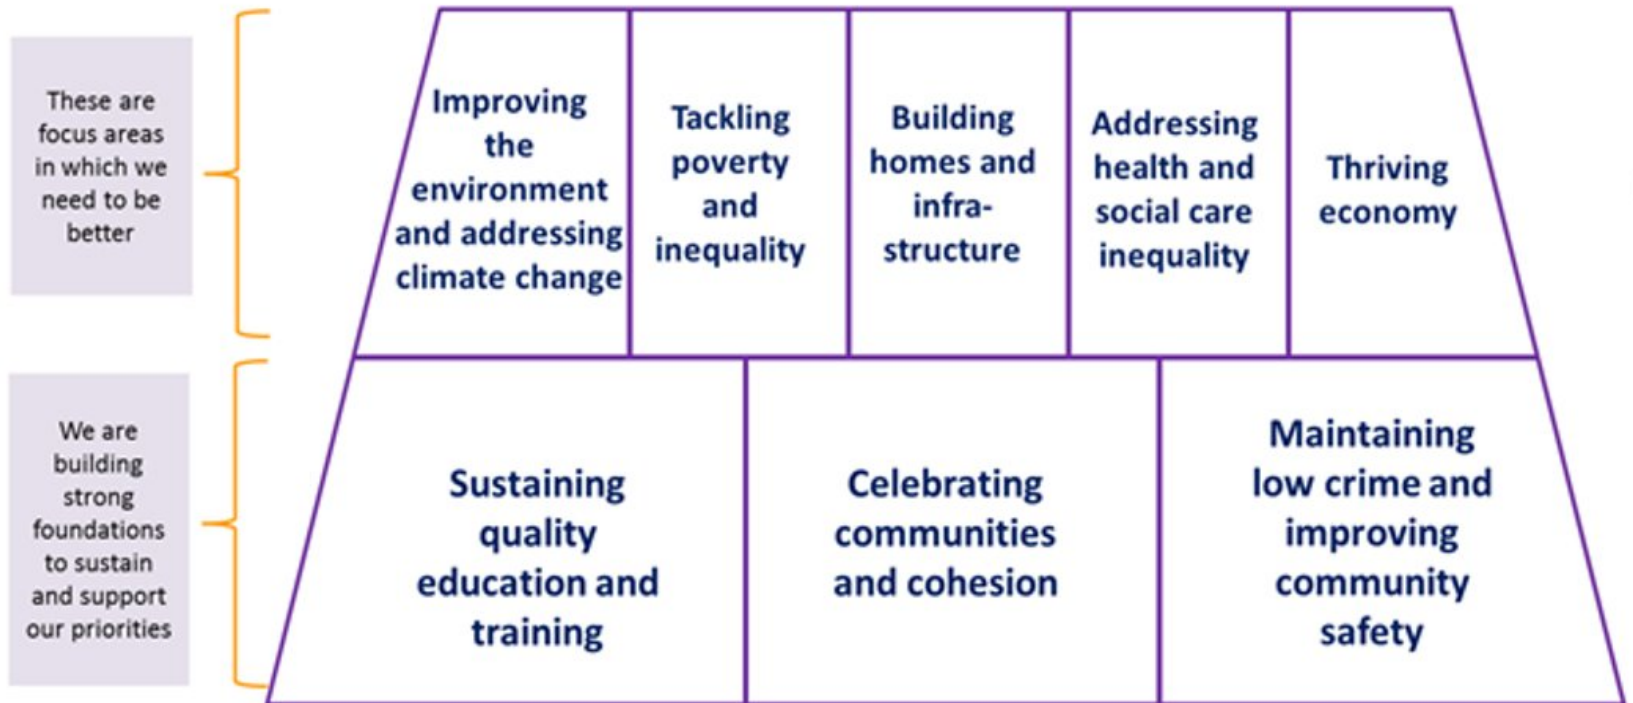 These are
focus areas
in which we
need to be
better
Improving
the
environment
and addressing
climate change
Tackling
poverty
and
inequality
Building
homes and
infra-
structure
Addressing
health and
social care
inequality
Thriving
economy
We are
building
strong
foundations
to sustain
and support
our priorities
Sustaining
quality
education and
training
Celebrating
communities
and cohesion
Maintaining
low crime and
improving
community
safety